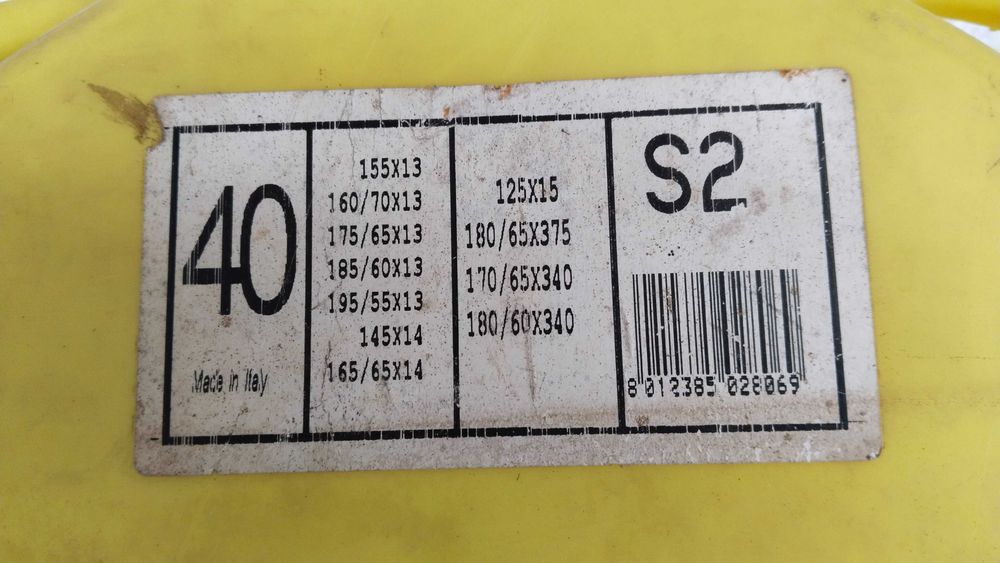 40
Made in Italy
155X13
160/70X13
175/65X13
185/60X13
195/55X13
145X14
165/65X14
125X15
180/65X375
170/65X340
180/60X340
S2
8 012385 028069